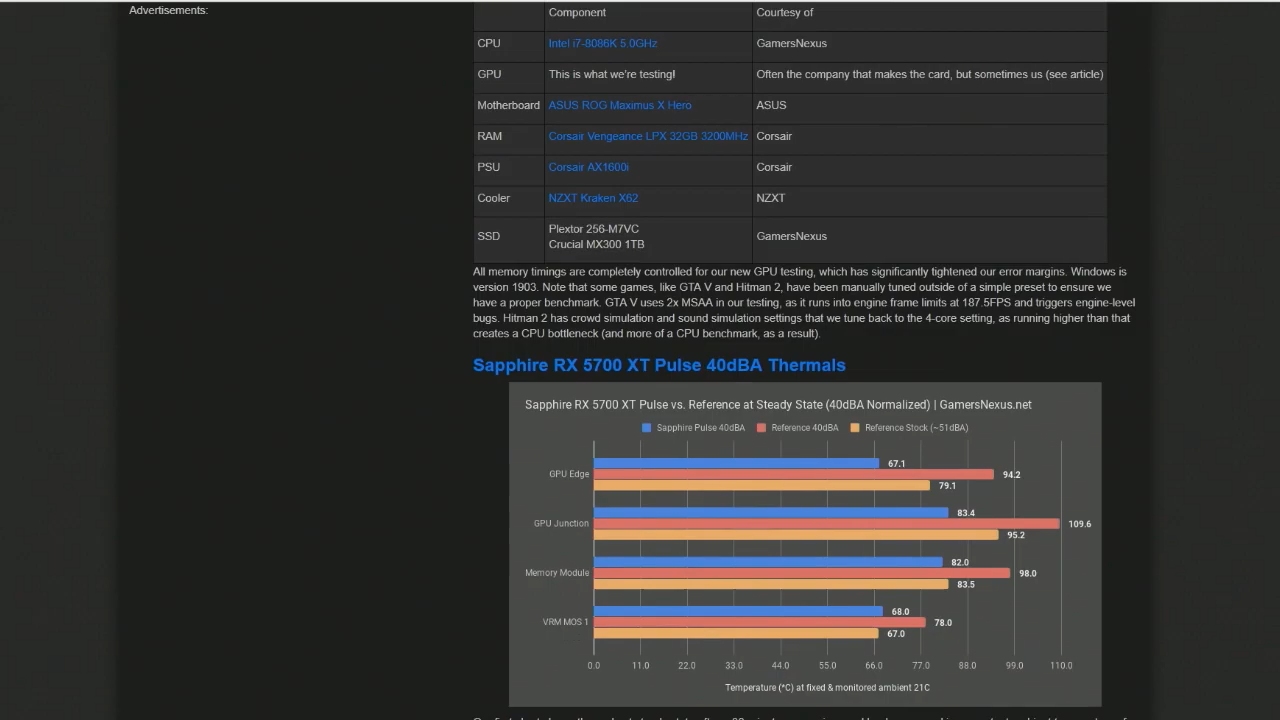 Advertisements:
Component Courtesy of
CPU Intel i7-8086K 5.0GHz GamersNexus
GPU This is what we're testing! Often the company that makes the card, but sometimes us (see article)
Motherboard ASUS ROG Maximus X Hero ASUS
RAM Corsair Vengeance LPX 32GB 3200MHz Corsair
PSU Corsair AX1600i Corsair
Cooler NZXT Kraken X62 NZXT
SSD Plextor 256-M7VC
Crucial MX300 1TB GamersNexus
All memory timings are completely controlled for our new GPU testing, which has significantly tightened our error margins. Windows is
version 1903. Note that some games, like GTA V and Hitman 2, have been manually tuned outside of a simple preset to ensure we
have a proper benchmark. GTA V uses 2x MSAA in our testing, as it runs into engine frame limits at 187.5FPS and triggers engine-level
bugs. Hitman 2 has crowd simulation and sound simulation settings that we tune back to the 4-core setting, as running higher than that
creates a CPU bottleneck (and more of a CPU benchmark, as a result).
Sapphire RX 5700 XT Pulse 40dBA Thermals
Sapphire RX 5700 XT Pulse vs. Reference at Steady State (40dBA Normalized) | GamersNexus.net
Sapphire Pulse 40dBA Reference 40dBA Reference Stock (~51dBA)
GPU Edge 67.1
94.2
79.1
GPU Junction 83.4
109.6
95.2
Memory Module 82.0
98.0
83.5
VRM MOS 1 68.0
78.0
67.0
0.0 11.0 22.0 33.0 44.0 55.0 66.0 77.0 88.0 99.0 110.0
Temperature (*C) at fixed & monitored ambient 21C